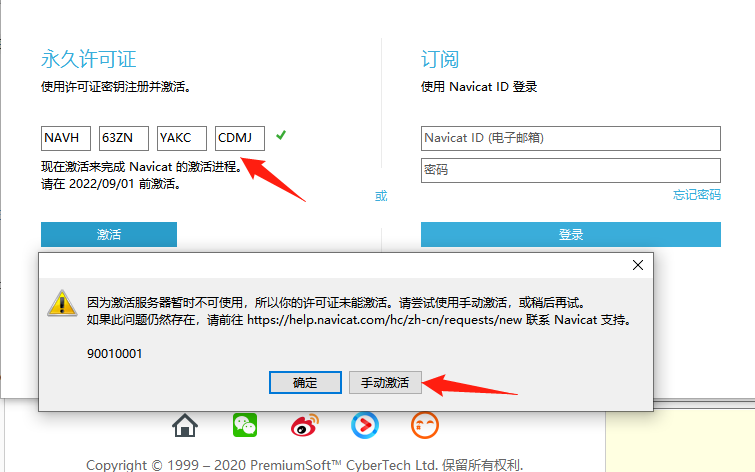 永久许可证
使用许可证密钥注册并激活。
NAVH 63ZN YAKC CDMJ
现在激活来完成 Navicat 的激活进程。
请在 2022/09/01 前激活。
激活
或
订阅
使用 Navicat ID 登录
Navicat ID (电子邮箱)
密码
忘记密码
登录
因为激活服务器暂时不可使用，所以你的许可证未能激活。请尝试使用手动激活，或稍后再试。
如果此问题仍然存在，请前往 https://help.navicat.com/hc/zh-cn/requests/new 联系 Navicat 支持。
90010001
确定
手动激活
Copyright © 1999 – 2020 PremiumSoft™ CyberTech Ltd. 保留所有权利.